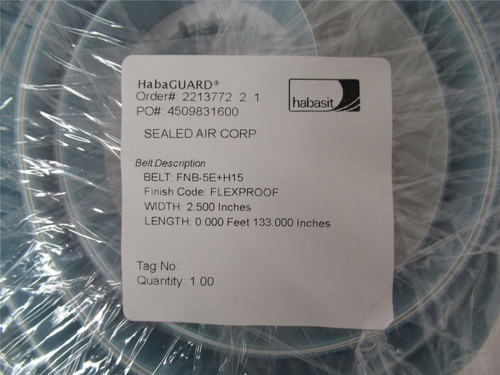 HabaGUARD®
Order#: 2213772 2 1
PO#: 4509831600
habasit
SEALED AIR CORP
Belt Description
BELT: FNB-5E+H15
Finish Code: FLEXPROOF
WIDTH: 2.500 Inches
LENGTH: 0.000 Feet 133.000 Inches
Tag No:
Quantity: 1.00